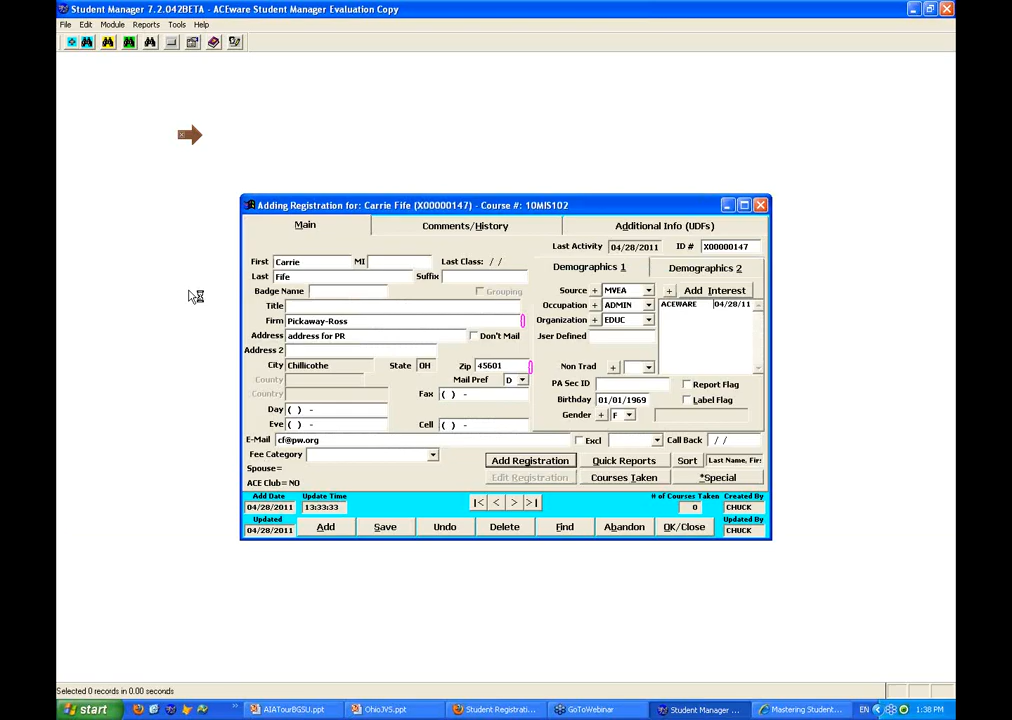 Student Manager 7.2.042BETA - ACEware Student Manager Evaluation Copy
File Edit Module Reports Tools Help
Adding Registration for: Carrie Fife (X00000147) - Course #: 10MIS102
Main Comments/History Additional Info (UDFs)
Last Activity 04/28/2011 ID # X00000147
First Carrie MI Last Class: / /
Demographics 1 Demographics 2
Last Fife Suffix
Badge Name Grouping
Source + MVEA + Add Interest
Title
Occupation + ADMIN ACEWARE 04/28/11
Firm Pickaway-Ross
Organization + EDUC
Address address for PR Don't Mail
Jser Defined
Address 2
City Chillicothe State OH Zip 45601
Non Trad +
County Mail Pref D
PA Sec ID Report Flag
Country Fax ( ) -
Birthday 01/01/1969 Label Flag
Day ( ) -
Gender + F
Eve ( ) - Cell ( ) -
E-Mail cf@pw.org Excl Call Back / /
Fee Category
Add Registration Quick Reports Sort Last Name, Firs
Spouse=
Edit Registration Courses Taken *Special
ACE Club= NO
Add Date Update Time # of Courses Taken Created By
04/28/2011 13:33:33 |< < > >| 0 CHUCK
Updated Updated By
04/28/2011 Add Save Undo Delete Find Abandon OK/Close CHUCK
Selected 0 records in 0.00 seconds
start » AIATourBGSU.ppt OhioJVS.ppt Student Registrati... GoToWebinar Student Manager ... Mastering Student... EN 1:38 PM